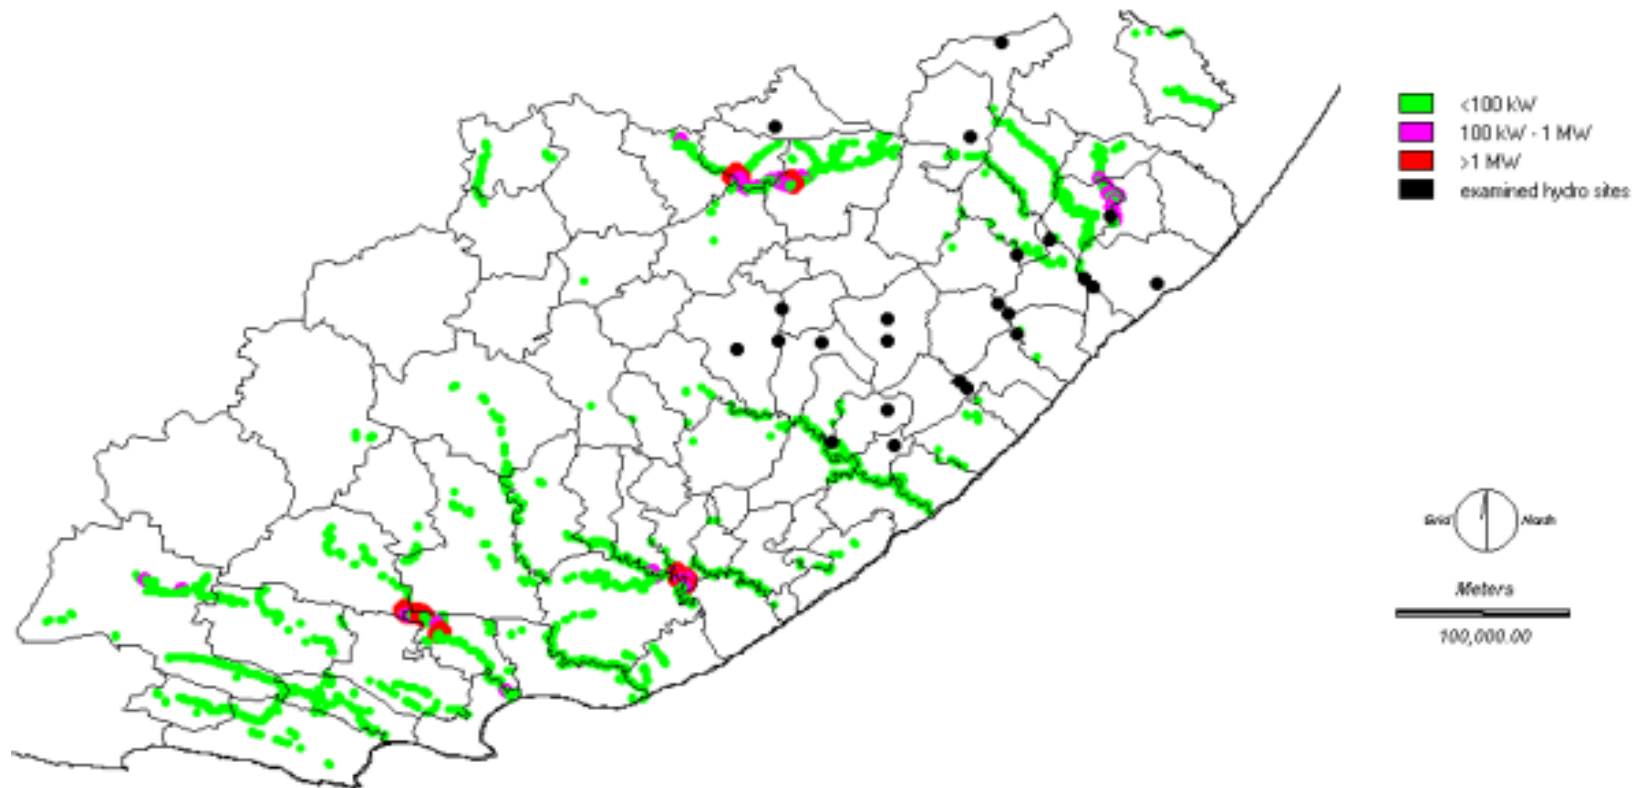 <100 kW
100 kW - 1 MW
>1 MW
examined hydro sites
Grid North
Meters
100,000.00